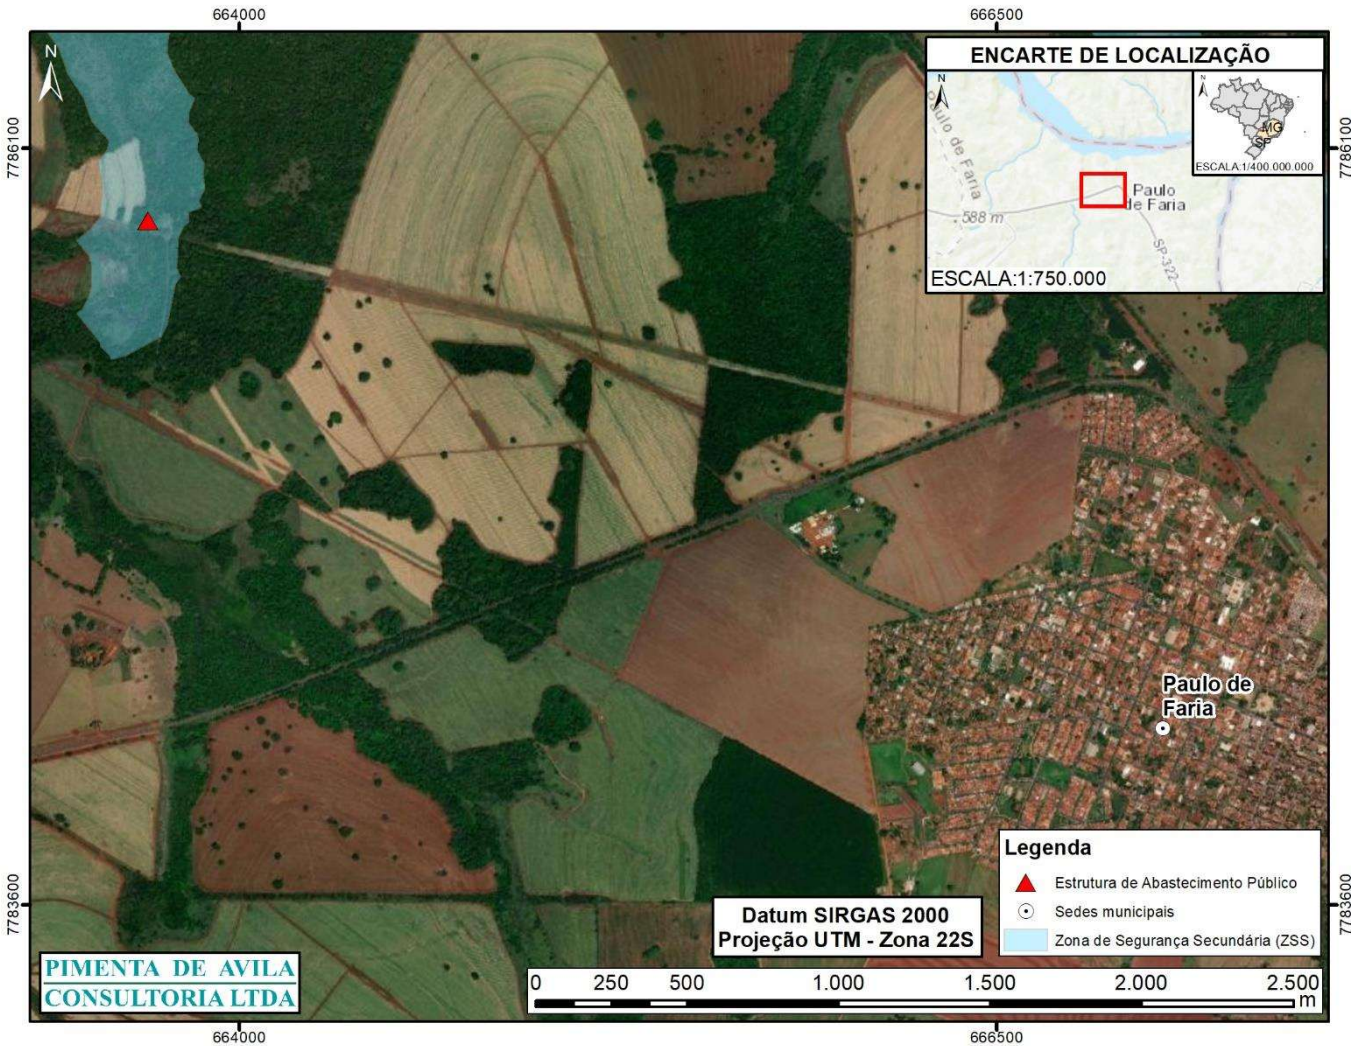 664000
666500
N
7786100
7786100
ENCARTE DE LOCALIZAÇÃO
N
Paulo de Faria
N
MG
SP
ESCALA:1/400.000.000
Paulo
de Faria
588 m
SP-322
ESCALA:1:750.000
Paulo de
Faria
Legenda
Estrutura de Abastecimento Público
Sedes municipais
Zona de Segurança Secundária (ZSS)
Datum SIRGAS 2000
Projeção UTM - Zona 22S
7783600
7783600
PIMENTA DE AVILA
CONSULTORIA LTDA
0 250 500 1.000 1.500 2.000 2.500
m
664000
666500